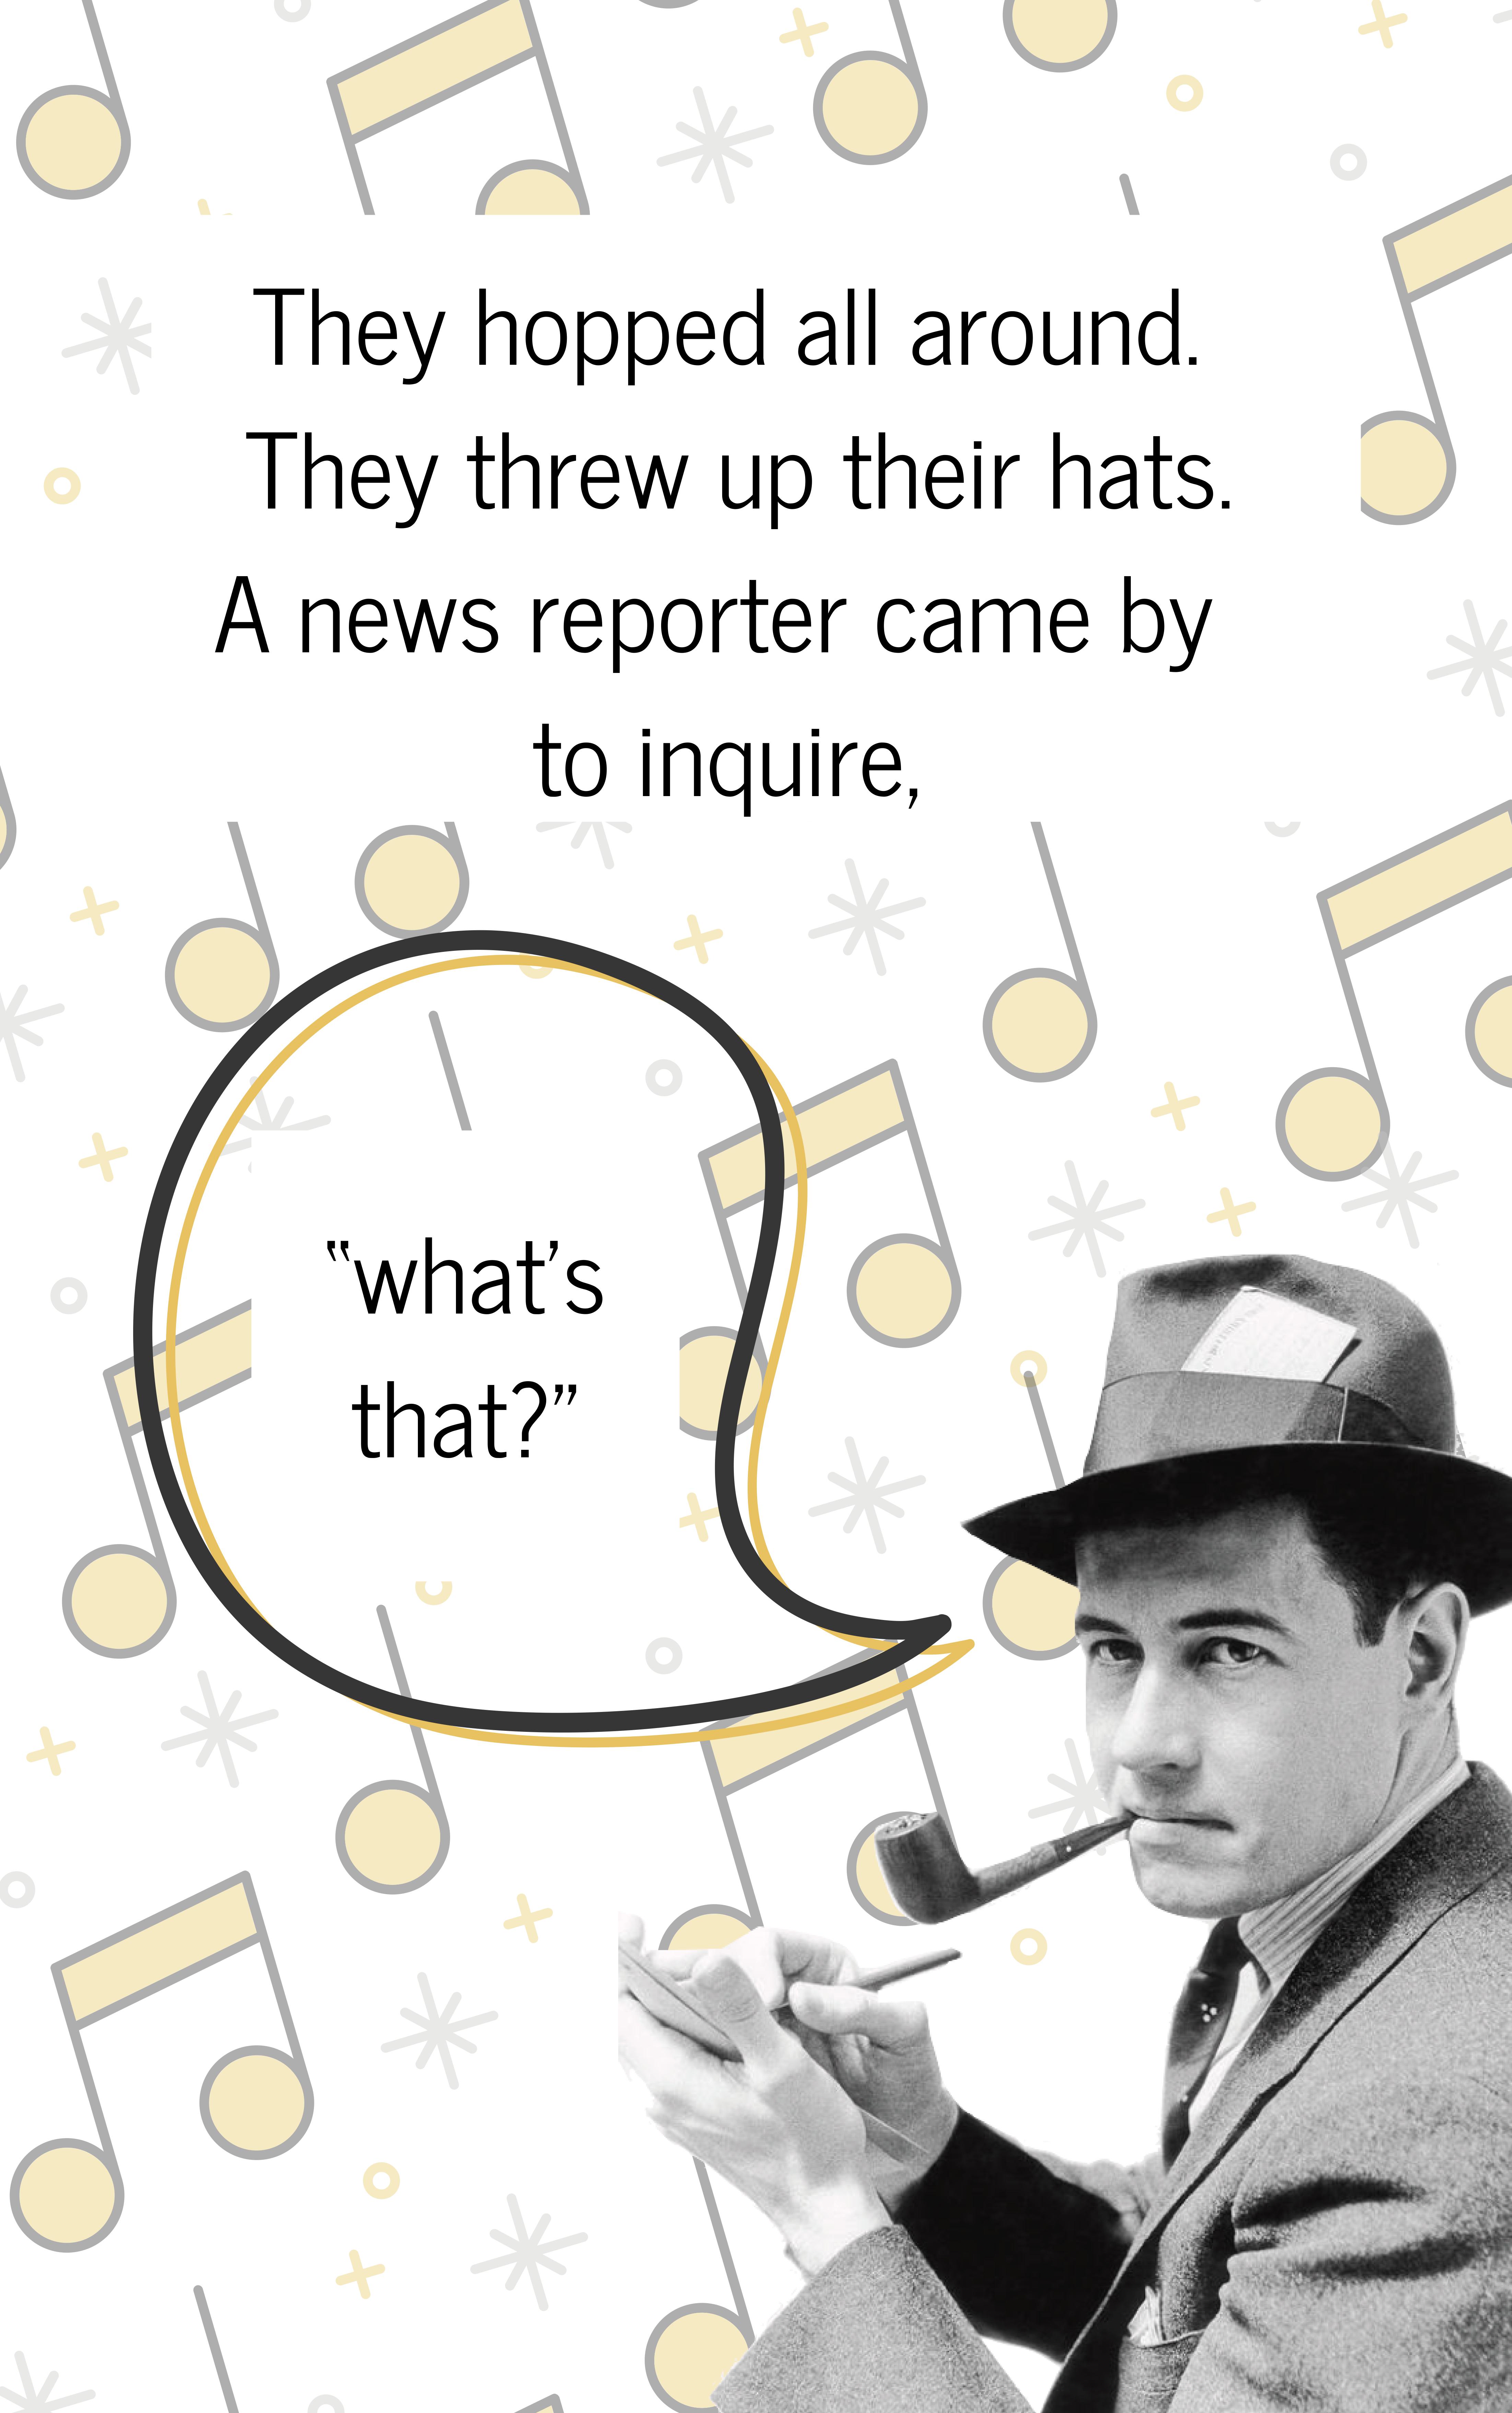 They hopped all around.
They threw up their hats.
A news reporter came by
to inquire,
“what’s
that?”